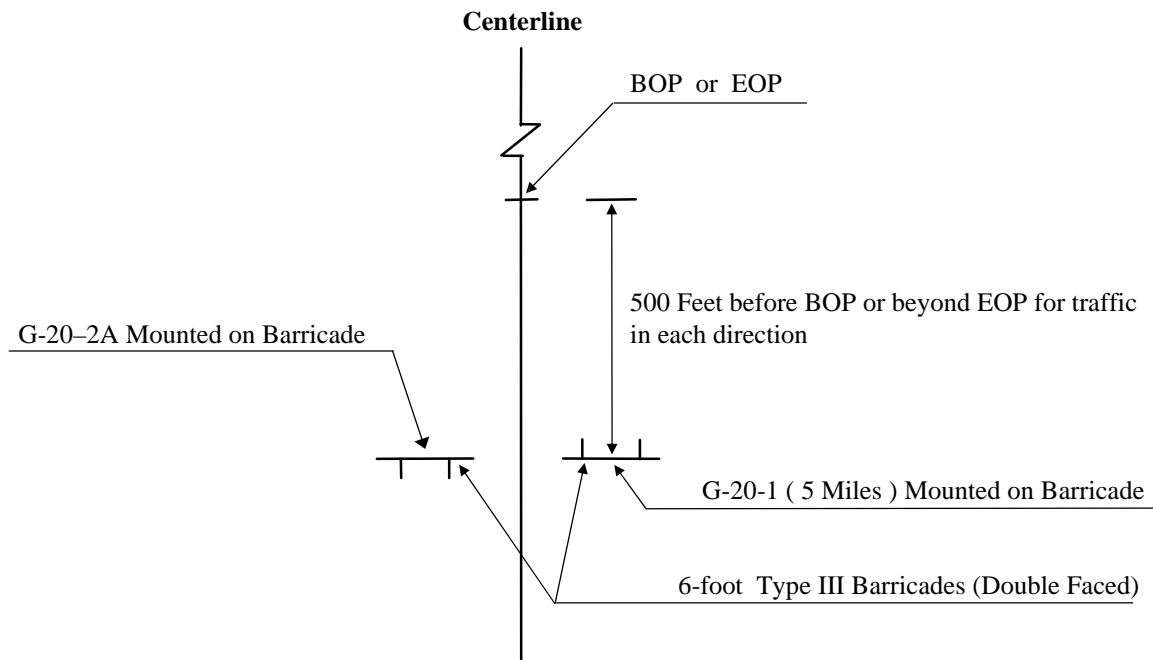 Centerline
BOP or EOP
500 Feet before BOP or beyond EOP for traffic
in each direction
G-20–2A Mounted on Barricade
G-20-1 ( 5 Miles ) Mounted on Barricade
6-foot Type III Barricades (Double Faced)